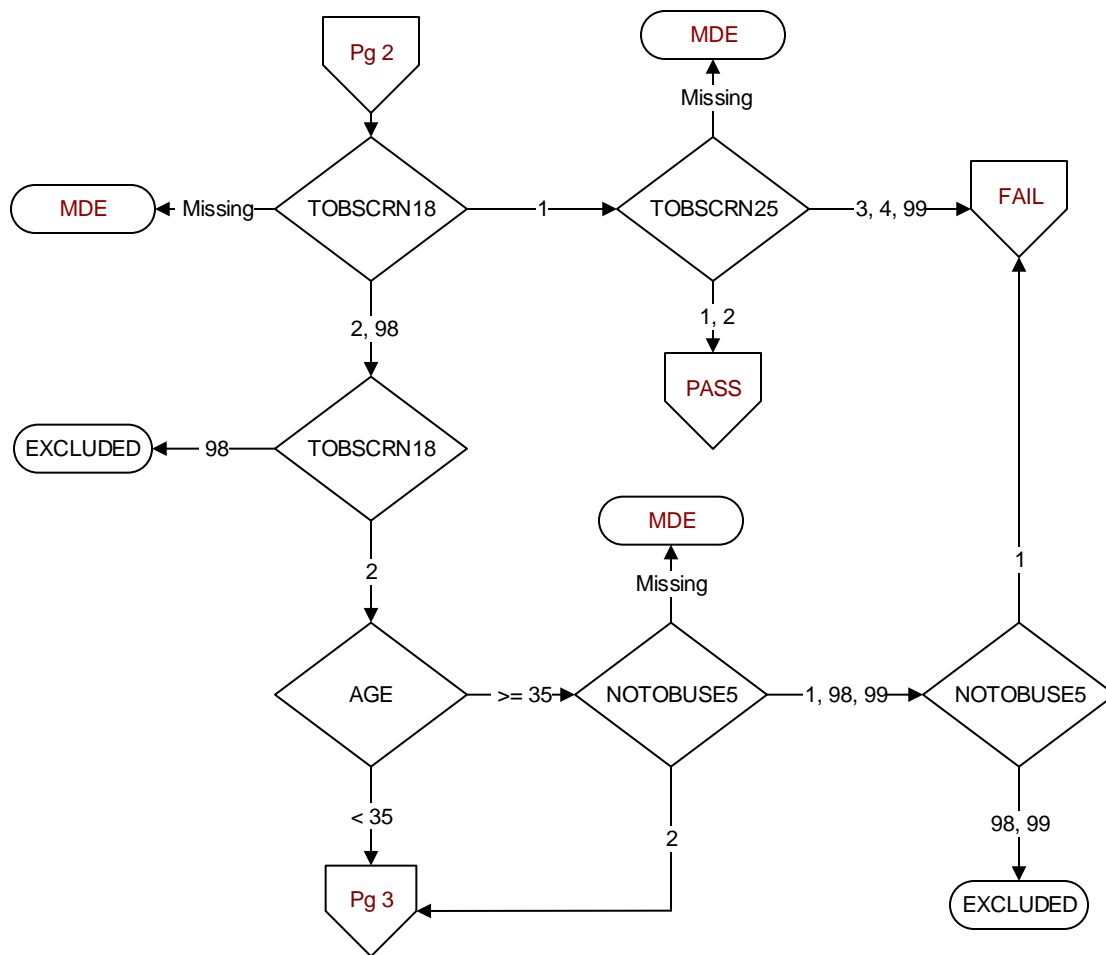 Pg 2
MDE
Missing
MDE
Missing
TOBSCRN18
1
TOBSCRN25
3, 4, 99
FAIL
2, 98
1, 2
PASS
EXCLUDED
98
TOBSCRN18
MDE
2
Missing
1
AGE
>= 35
NOTOBUSE5
1, 98, 99
NOTOBUSE5
< 35
2
98, 99
Pg 3
EXCLUDED